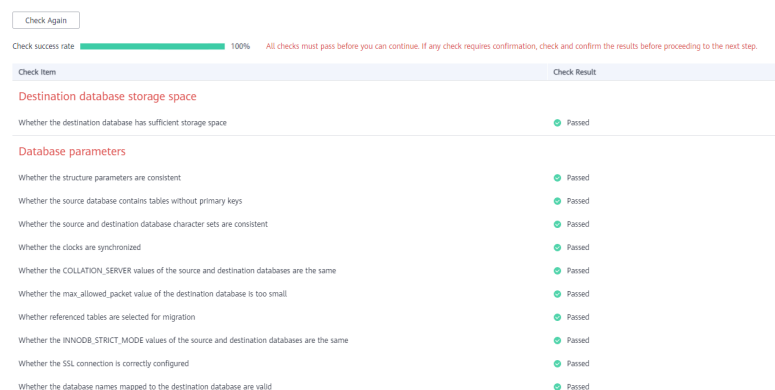 Check Again
Check success rate 100% All checks must pass before you can continue. If any check requires confirmation, check and confirm the results before proceeding to the next step.
Check Item Check Result
Destination database storage space
Whether the destination database has sufficient storage space Passed
Database parameters
Whether the structure parameters are consistent Passed
Whether the source database contains tables without primary keys Passed
Whether the source and destination database character sets are consistent Passed
Whether the clocks are synchronized Passed
Whether the COLLATION_SERVER values of the source and destination databases are the same Passed
Whether the max_allowed_packet value of the destination database is too small Passed
Whether referenced tables are selected for migration Passed
Whether the INNODB_STRICT_MODE values of the source and destination databases are the same Passed
Whether the SSL connection is correctly configured Passed
Whether the database names mapped to the destination database are valid Passed